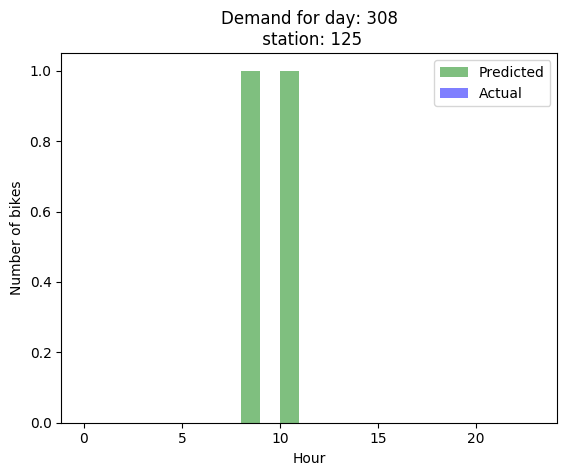 Demand for day: 308
station: 125
Predicted
Actual
1.0
0.8
0.6
0.4
0.2
0.0
Number of bikes
0
5
10
15
20
Hour